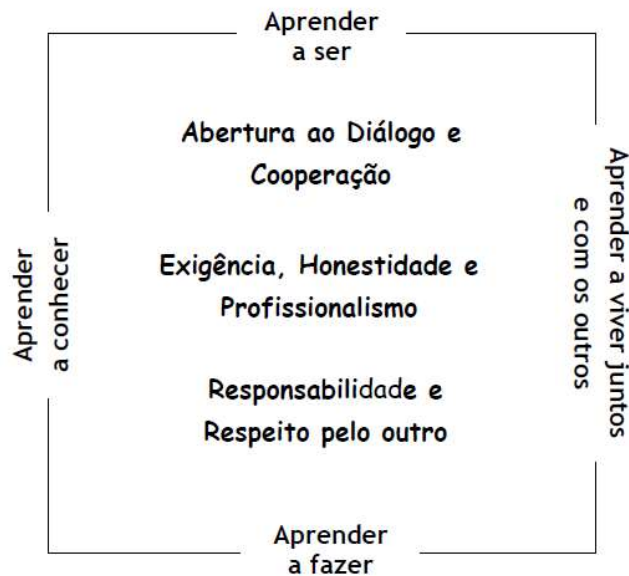 Aprender
a ser
Abertura ao Diálogo e
Cooperação
Aprender
a conhecer
Exigência, Honestidade e
Profissionalismo
Aprender a viver juntos
e com os outros
Responsabilidade e
Respeito pelo outro
Aprender
a fazer